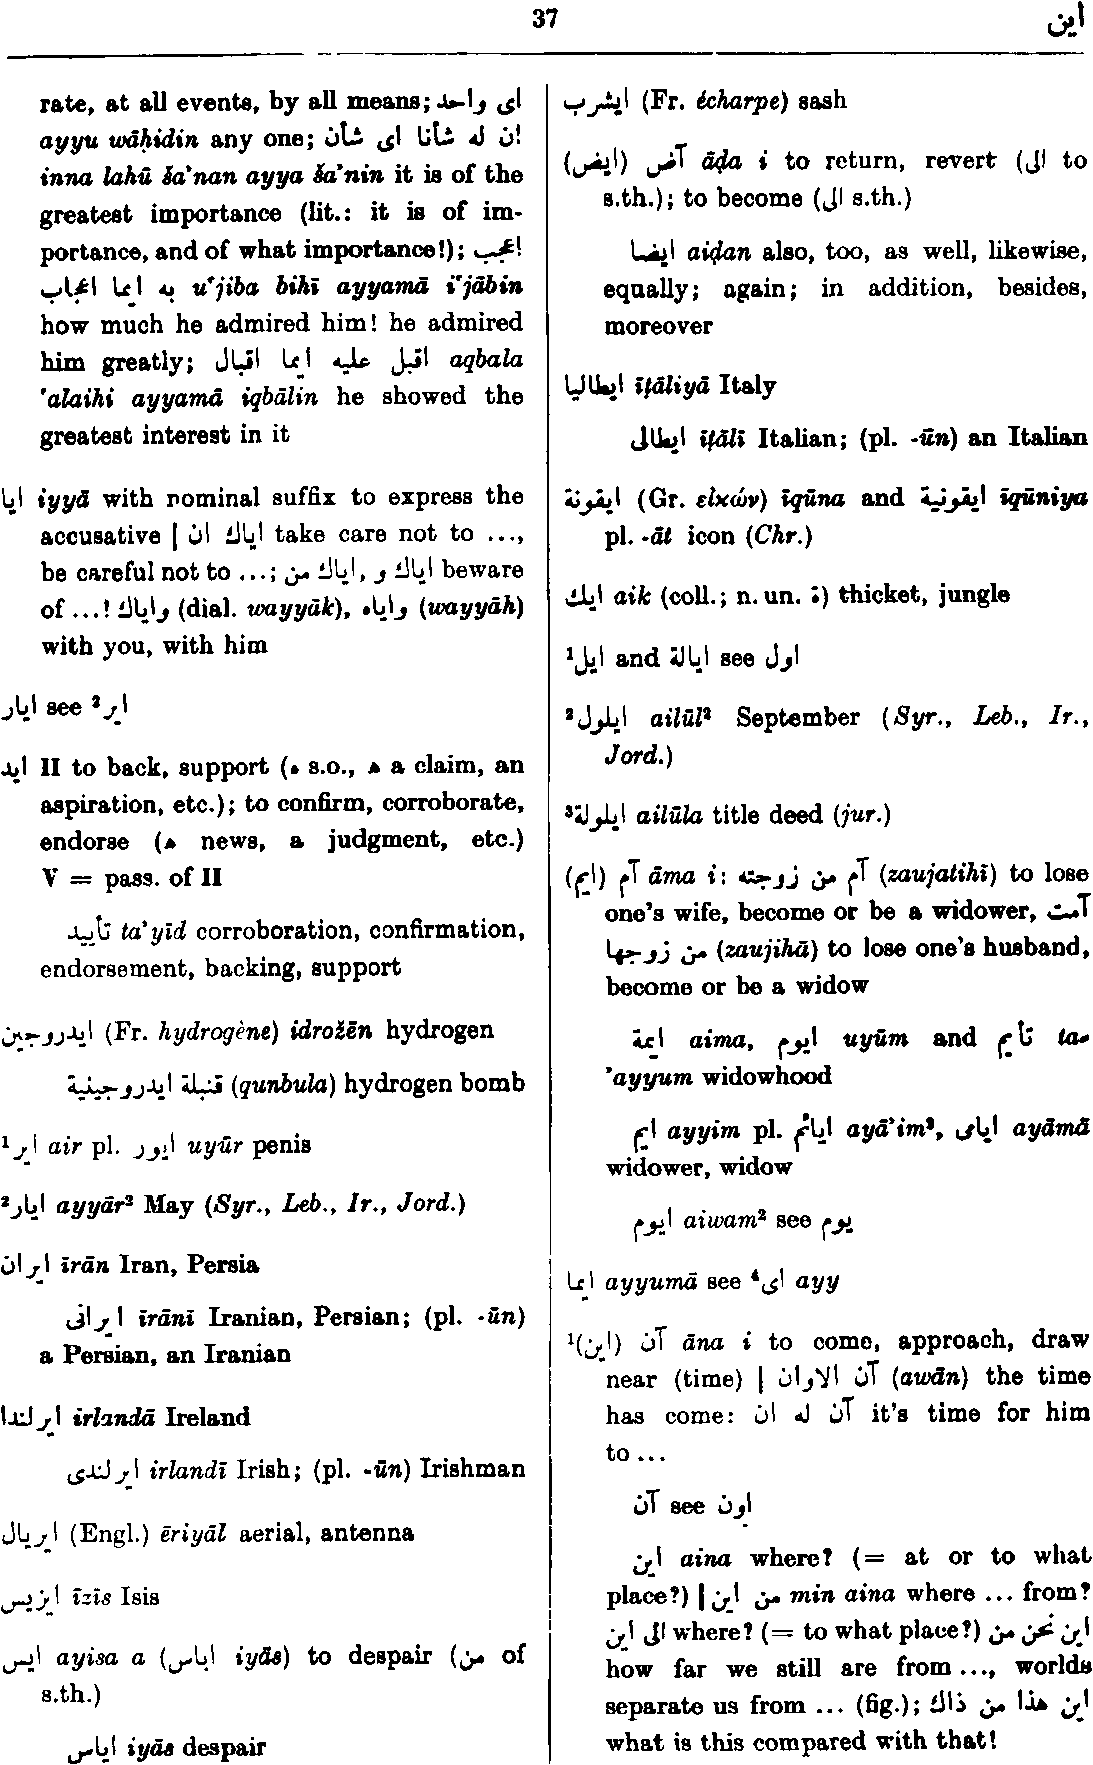 37
اين
rate, at all events, by all means; اى واحد
ayyu wāḥidin any one; ان له شأنا اى شأن
inna lahū ša'nan ayya ša'nin it is of the
greatest importance (lit.: it is of im-
portance, and of what importance!); اعجب
به ايما اعجاب u'jiba bihī ayyamā i'jābin
how much he admired him! he admired
him greatly; اقبل عليه ايما اقبال aqbala
'alaihi ayyamā iqbālin he showed the
greatest interest in it
ايا iyyā with nominal suffix to express the
accusative | اياك ان take care not to ...,
be careful not to ...; اياك و ,اياك من beware
of ...! واياك (dial. wayyāk), واياه (wayyāh)
with you, with him
ايار see ²اير
ايد II to back, support (ه s.o., ه a claim, an
aspiration, etc.); to confirm, corroborate,
endorse (ه news, a judgment, etc.)
V = pass. of II
تأييد ta'yīd corroboration, confirmation,
endorsement, backing, support
ايدروجين (Fr. hydrogène) idrožēn hydrogen
قنبلة ايدروجينية (qunbula) hydrogen bomb
¹اير air pl. ايور uyūr penis
²ايار ayyār² May (Syr., Leb., Ir., Jord.)
ايران īrān Iran, Persia
ايرانى īrānī Iranian, Persian; (pl. -ūn)
a Persian, an Iranian
ايرلندا irlandā Ireland
ايرلندى irlandī Irish; (pl. -ūn) Irishman
ايريال (Engl.) ēriyāl aerial, antenna
ايزيس īzīs Isis
ايس ayisa a (اياس iyās) to despair (من of
s.th.)
اياس iyās despair
ايشرب (Fr. écharpe) sash
(ايض) آض āḍa i to return, revert (الى to
s.th.); to become (الى s.th.)
ايضا aiḍan also, too, as well, likewise,
equally; again; in addition, besides,
moreover
ايطاليا īṭāliyā Italy
ايطالى īṭālī Italian; (pl. -ūn) an Italian
ايقونة (Gr. εἰκών) īqūna and ايقونية īqūniya
pl. -āt icon (Chr.)
ايك aik (coll.; n. un. ة) thicket, jungle
¹ايل and ايالة see اول
²ايلول ailūl² September (Syr., Leb., Ir.,
Jord.)
³ايلولة ailūla title deed (jur.)
(ايم) آم āma i: آم من زوجته (zaujatihī) to lose
one's wife, become or be a widower, آمت
من زوجها (zaujihā) to lose one's husband,
become or be a widow
ايمة aima, ايوم uyūm and تأيم ta-
'ayyum widowhood
ايم ayyim pl. ايائم ayā'im², ايامى ayāmā
widower, widow
ايوم aiwam² see يوم
ايما ayyumā see ⁴اى ayy
¹(اين) آن āna i to come, approach, draw
near (time) | آن الاوان (awān) the time
has come: آن له ان it's time for him
to ...
آن see اون
اين aina where? (= at or to what
place?) | من اين min aina where ... from?
الى اين where? (= to what place?) اين نحن من
how far we still are from ..., worlds
separate us from ... (fig.); اين هذا من ذاك
what is this compared with that!